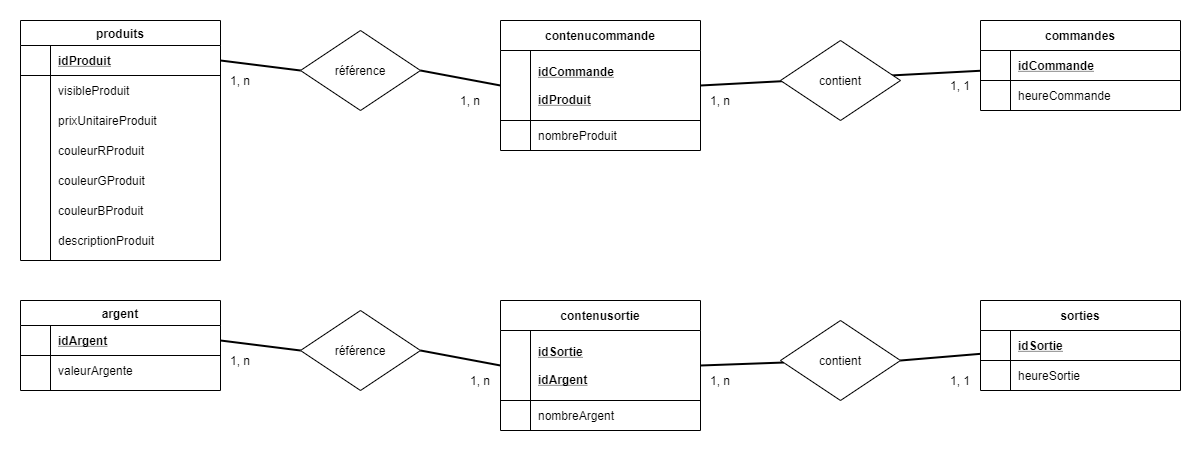 produits
idProduit
visibleProduit
prixUnitaireProduit
couleurRProduit
couleurGProduit
couleurBProduit
descriptionProduit
1, n
référence
1, n
contenucommande
idCommande
idProduit
nombreProduit
1, n
contient
1, 1
commandes
idCommande
heureCommande
argent
idArgent
valeurArgente
1, n
référence
1, n
contenusortie
idSortie
idArgent
nombreArgent
1, n
contient
1, 1
sorties
idSortie
heureSortie